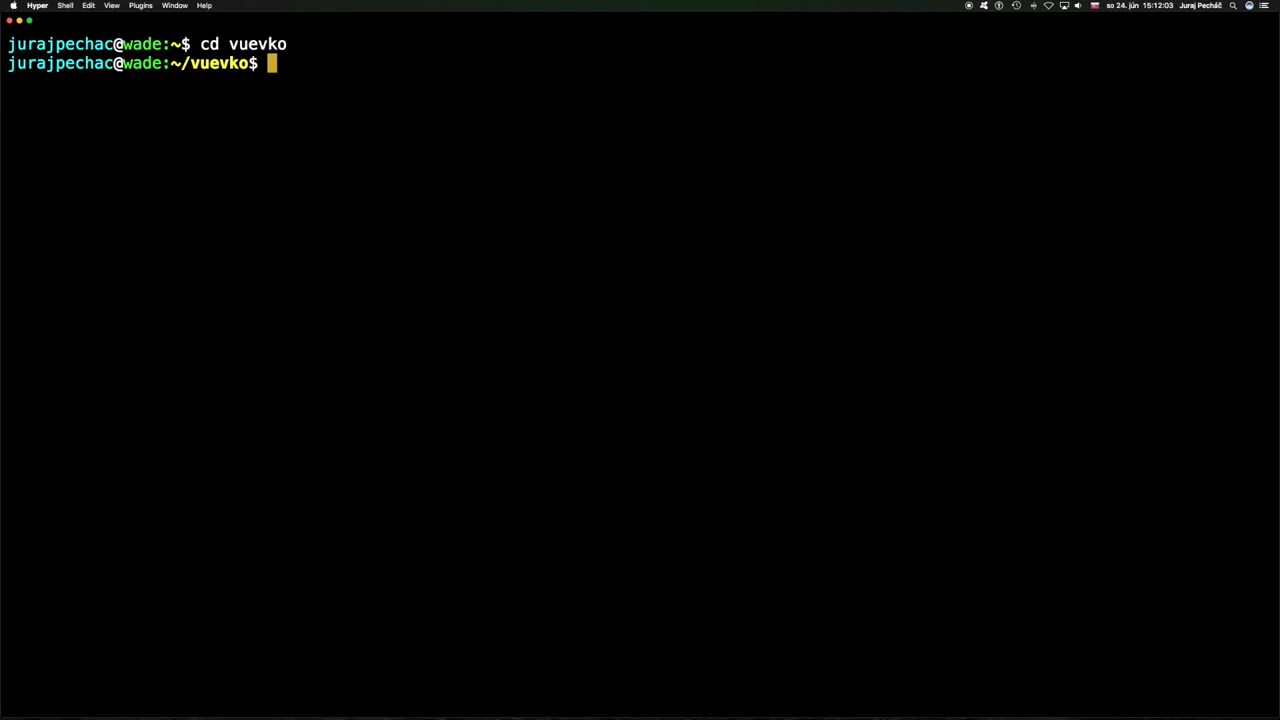 Hyper Shell Edit View Plugins Window Help so 24. jún 15:12:03 Juraj Pecháč
jurajpechac@wade:~$ cd vuevko
jurajpechac@wade:~/vuevko$